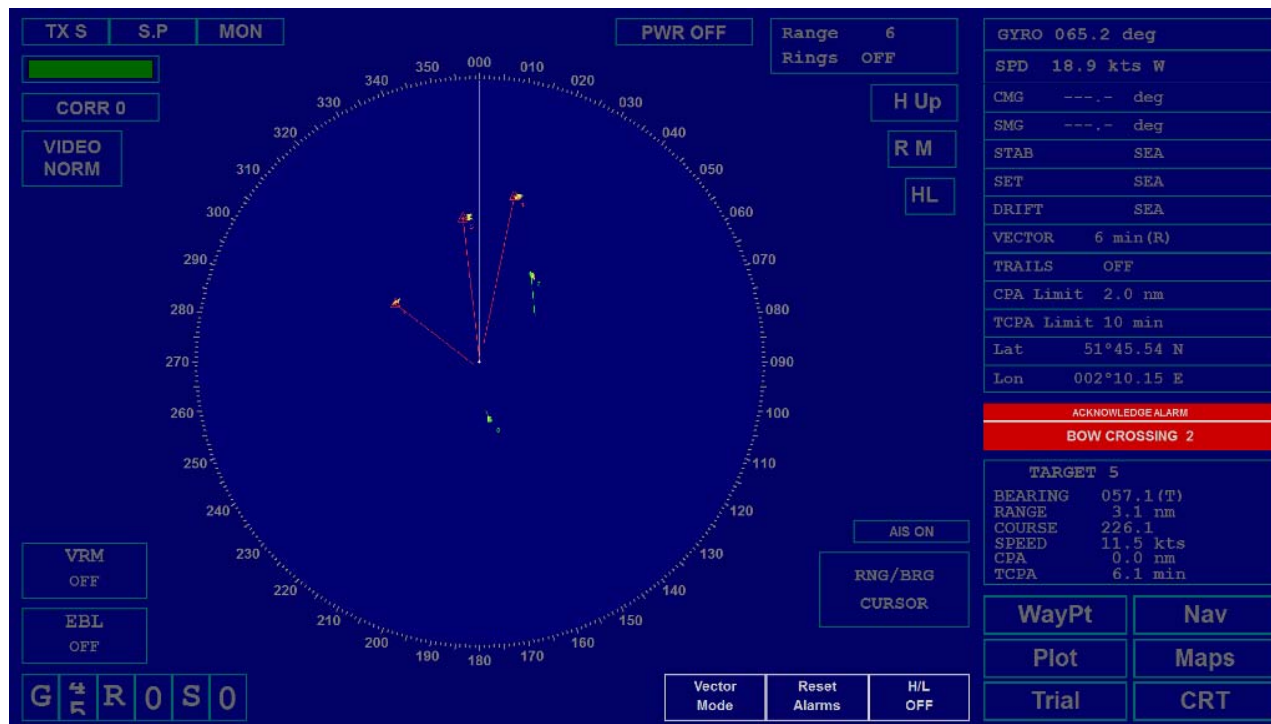 TX S S.P MON
PWR OFF
Range 6
Rings OFF
CORR 0
VIDEO
NORM
H Up
R M
HL
000
010
020
030
040
050
060
070
080
090
100
110
120
130
140
150
160
170
180
190
200
210
220
230
240
250
260
270
280
290
300
310
320
330
340
350
GYRO 065.2 deg
SPD 18.9 kts W
CMG ---.- deg
SMG ---.- deg
STAB SEA
SET SEA
DRIFT SEA
VECTOR 6 min(R)
TRAILS OFF
CPA Limit 2.0 nm
TCPA Limit 10 min
Lat 51°45.54 N
Lon 002°10.15 E
ACKNOWLEDGE ALARM
BOW CROSSING 2
TARGET 5
BEARING 057.1(T)
RANGE 3.1 nm
COURSE 226.1
SPEED 11.5 kts
CPA 0.0 nm
TCPA 6.1 min
AIS ON
RNG/BRG
CURSOR
VRM
OFF
EBL
OFF
G R 0 S 0
Vector
Mode
Reset
Alarms
H/L
OFF
WayPt Nav
Plot Maps
Trial CRT